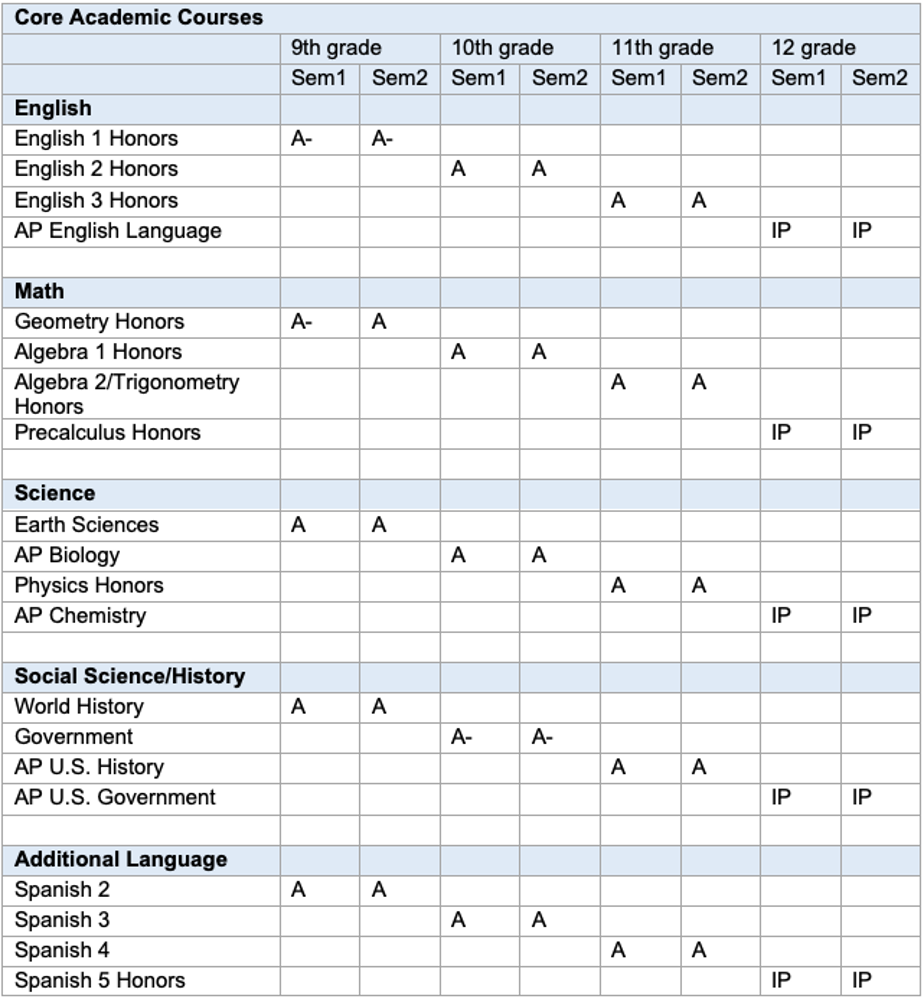 Core Academic Courses
9th grade 10th grade 11th grade 12 grade
Sem1 Sem2 Sem1 Sem2 Sem1 Sem2 Sem1 Sem2
English
English 1 Honors A- A-
English 2 Honors A A
English 3 Honors A A
AP English Language IP IP
Math
Geometry Honors A- A
Algebra 1 Honors A A
Algebra 2/Trigonometry
Honors A A
Precalculus Honors IP IP
Science
Earth Sciences A A
AP Biology A A
Physics Honors A A
AP Chemistry IP IP
Social Science/History
World History A A
Government A- A-
AP U.S. History A A
AP U.S. Government IP IP
Additional Language
Spanish 2 A A
Spanish 3 A A
Spanish 4 A A
Spanish 5 Honors IP IP